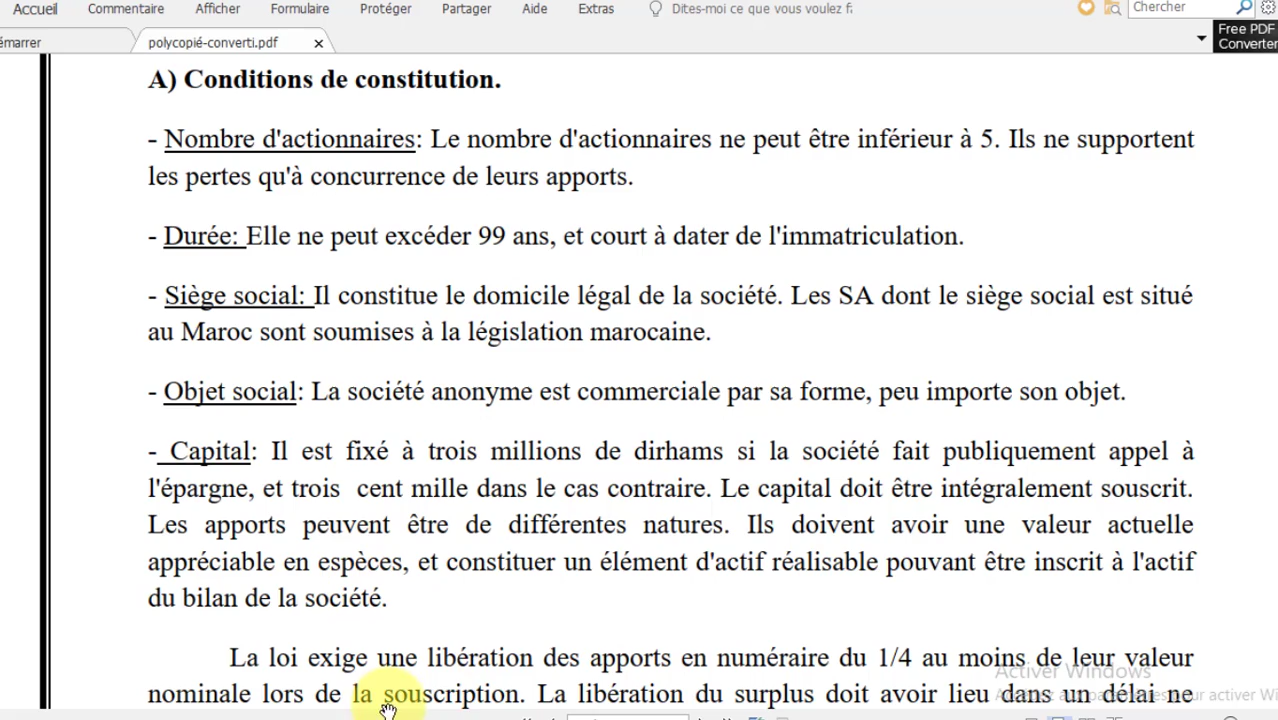 Accueil Commentaire Afficher Formulaire Protéger Partager Aide Extras Dites-moi ce que vous voulez fa Chercher
émarrer polycopié-converti.pdf × Free PDF
Converter
A) Conditions de constitution.
- Nombre d'actionnaires: Le nombre d'actionnaires ne peut être inférieur à 5. Ils ne supportent
les pertes qu'à concurrence de leurs apports.
- Durée: Elle ne peut excéder 99 ans, et court à dater de l'immatriculation.
- Siège social: Il constitue le domicile légal de la société. Les SA dont le siège social est situé
au Maroc sont soumises à la législation marocaine.
- Objet social: La société anonyme est commerciale par sa forme, peu importe son objet.
- Capital: Il est fixé à trois millions de dirhams si la société fait publiquement appel à
l'épargne, et trois cent mille dans le cas contraire. Le capital doit être intégralement souscrit.
Les apports peuvent être de différentes natures. Ils doivent avoir une valeur actuelle
appréciable en espèces, et constituer un élément d'actif réalisable pouvant être inscrit à l'actif
du bilan de la société.
La loi exige une libération des apports en numéraire du 1/4 au moins de leur valeur
Activer Windows
nominale lors de la souscription. La libération du surplus doit avoir lieu dans un délai ne